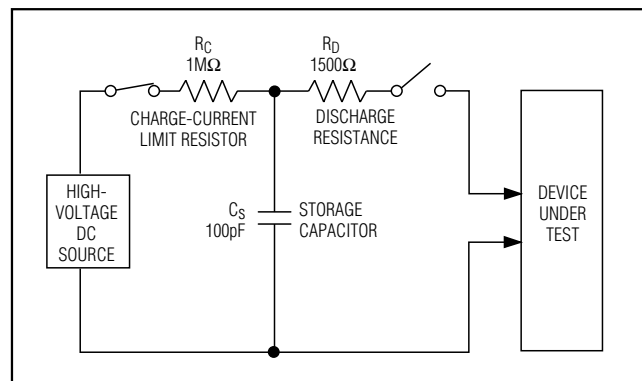 R_C
1MΩ
CHARGE-CURRENT
LIMIT RESISTOR
R_D
1500Ω
DISCHARGE
RESISTANCE
HIGH-
VOLTAGE
DC
SOURCE
C_S
100pF
STORAGE
CAPACITOR
DEVICE
UNDER
TEST